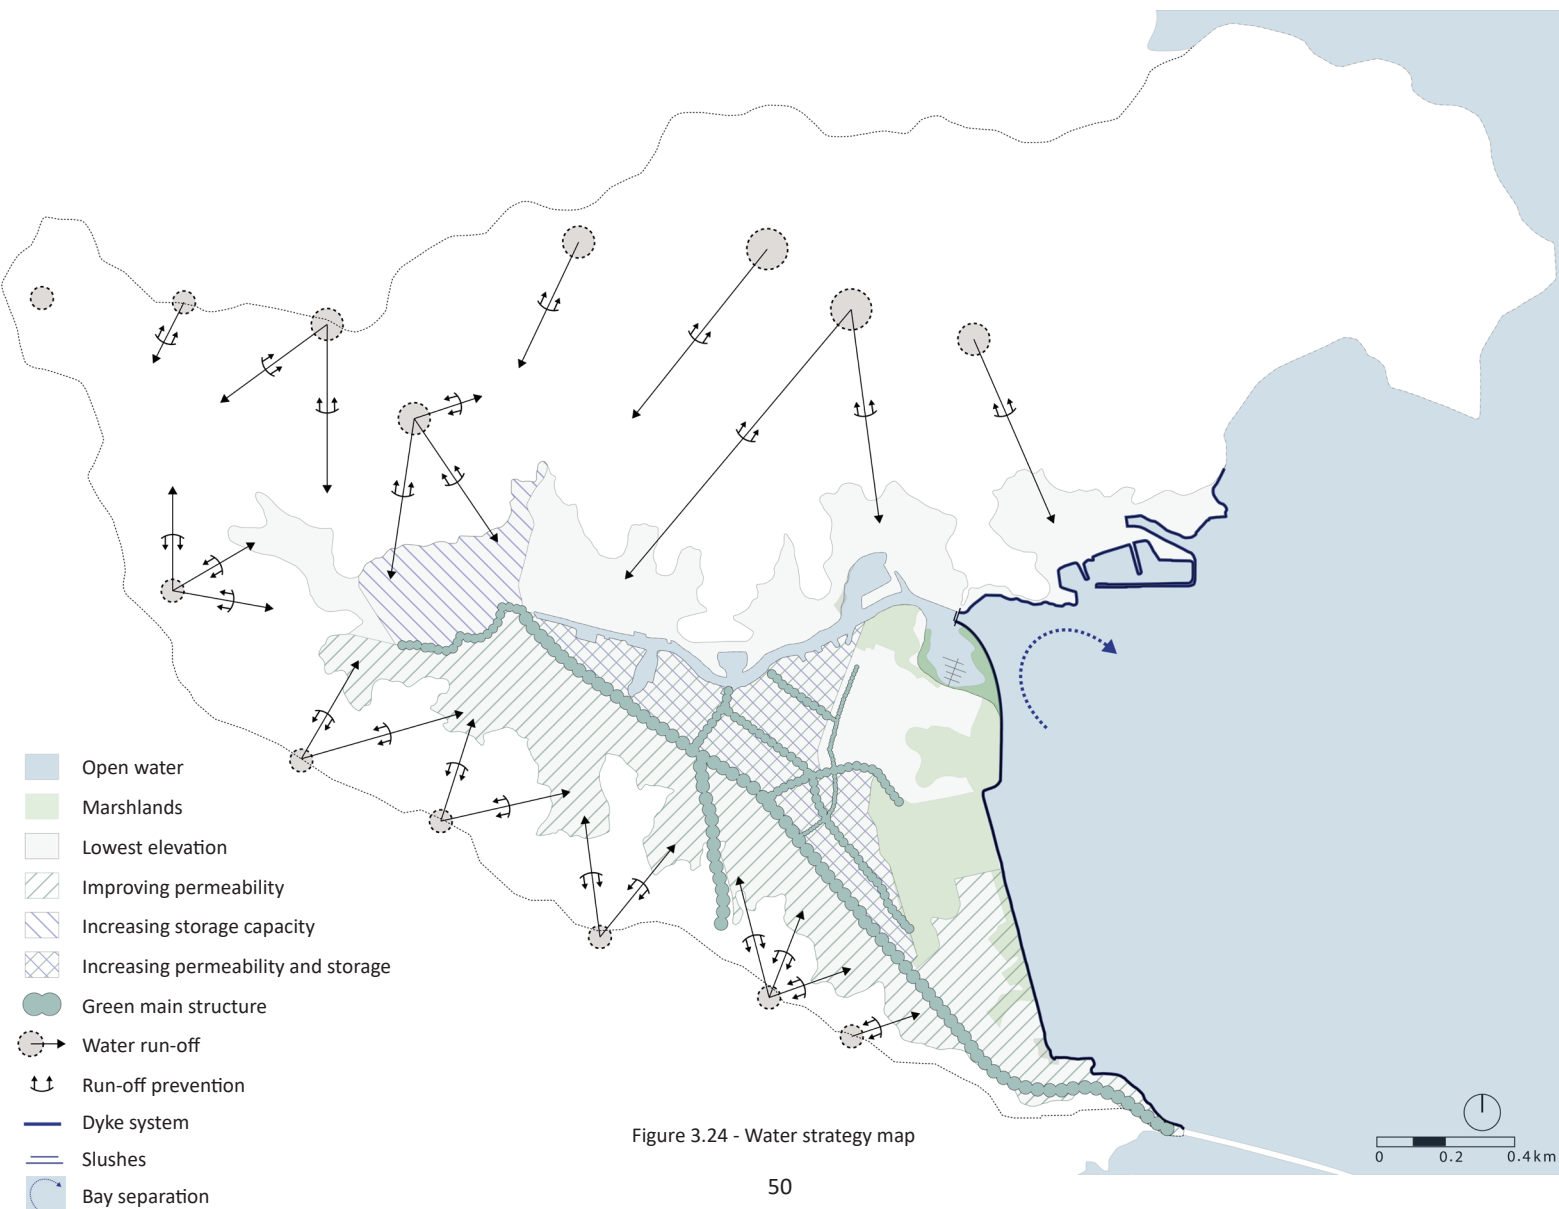 Open water
Marshlands
Lowest elevation
Improving permeability
Increasing storage capacity
Increasing permeability and storage
Green main structure
Water run-off
Run-off prevention
Dyke system
Slushes
Bay separation
Figure 3.24 - Water strategy map
50
0 0.2 0.4km